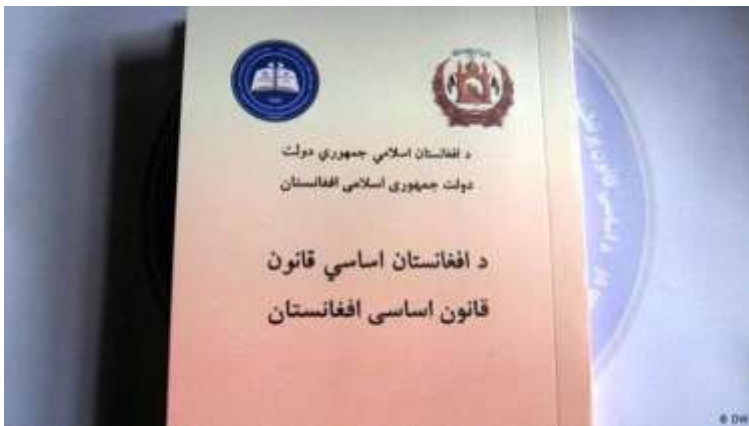 د افغانستان اسلامي جمهوري دولت
دولت جمهوری اسلامی افغانستان
د افغانستان اساسي قانون
قانون اساسی افغانستان
© DW